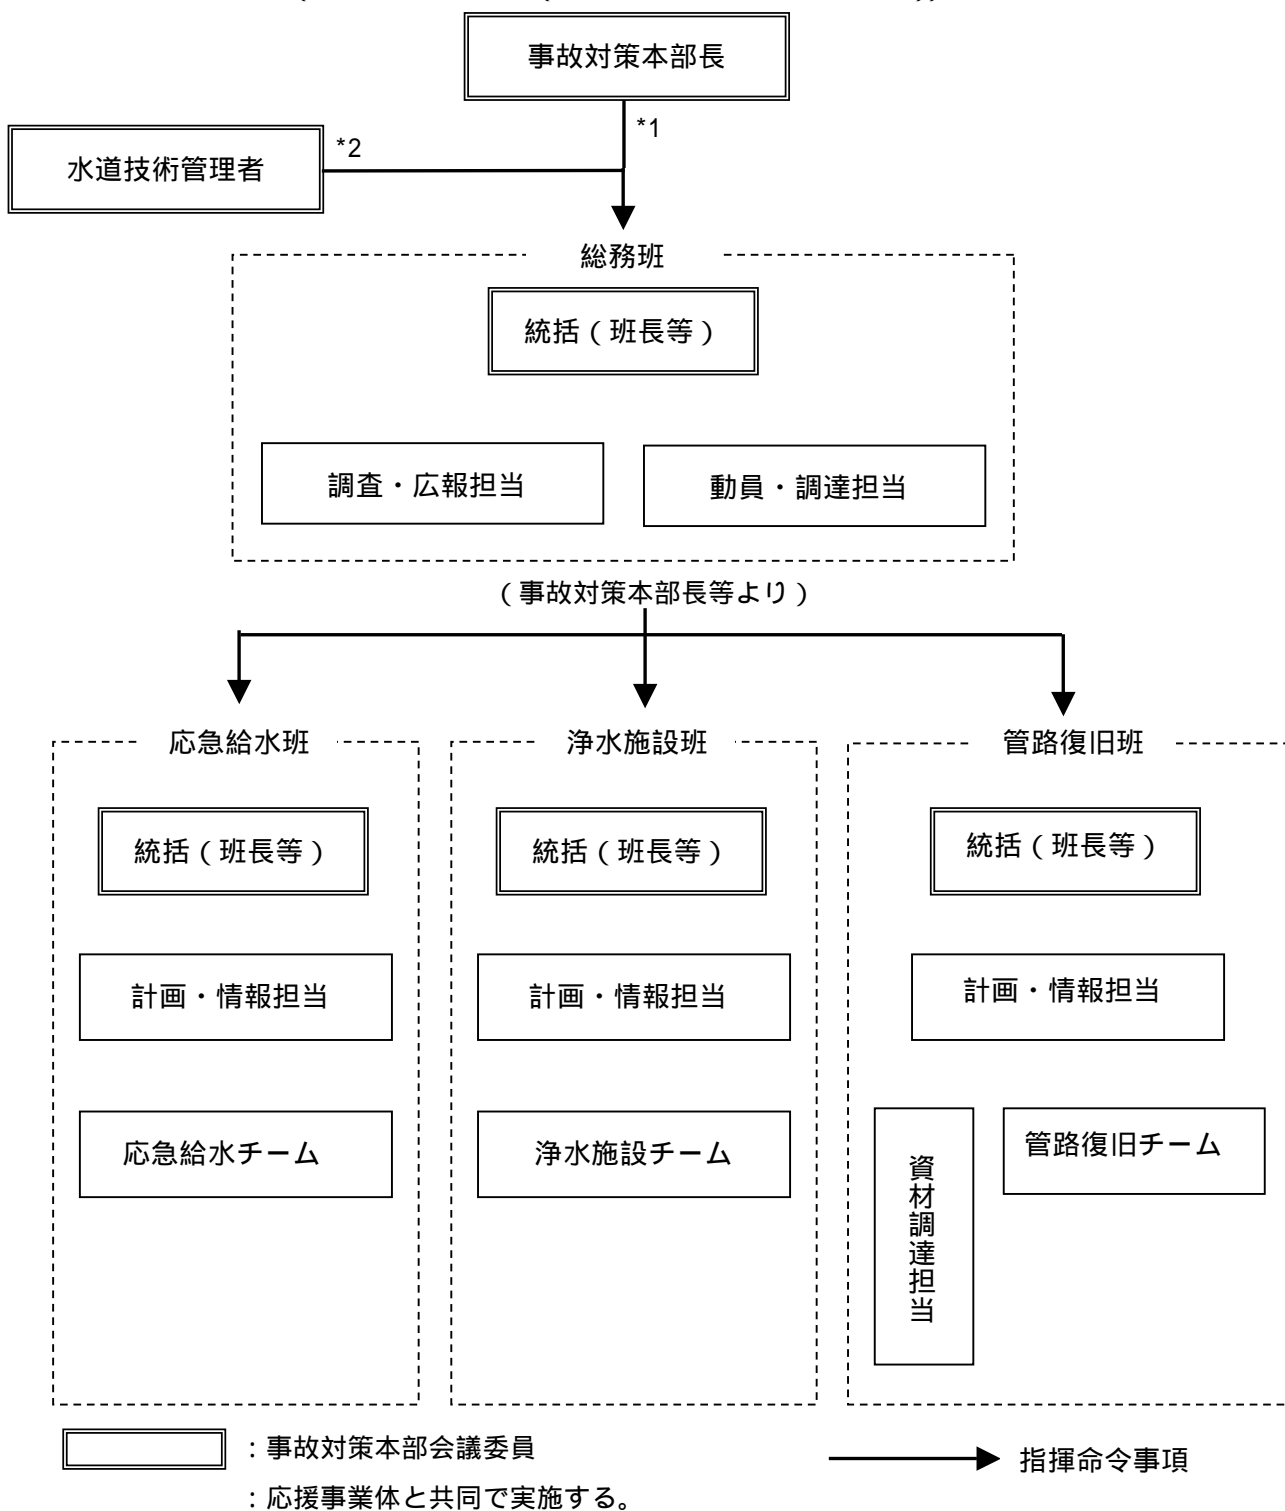 事故対策本部長
*1
*2
水道技術管理者
総務班
統括（班長等）
調査・広報担当
動員・調達担当
（事故対策本部長等より）
応急給水班
浄水施設班
管路復旧班
統括（班長等）
統括（班長等）
統括（班長等）
計画・情報担当
計画・情報担当
計画・情報担当
応急給水チーム
浄水施設チーム
資材調達担当
管路復旧チーム
：事故対策本部会議委員
指揮命令事項
：応援事業体と共同で実施する。